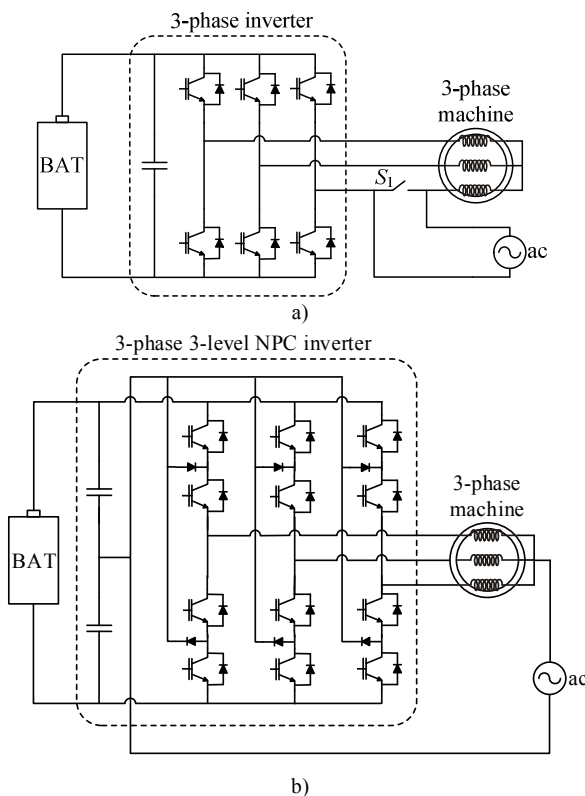 3-phase inverter
3-phase
machine
BAT
S1
ac
a)
3-phase 3-level NPC inverter
3-phase
machine
BAT
ac
b)